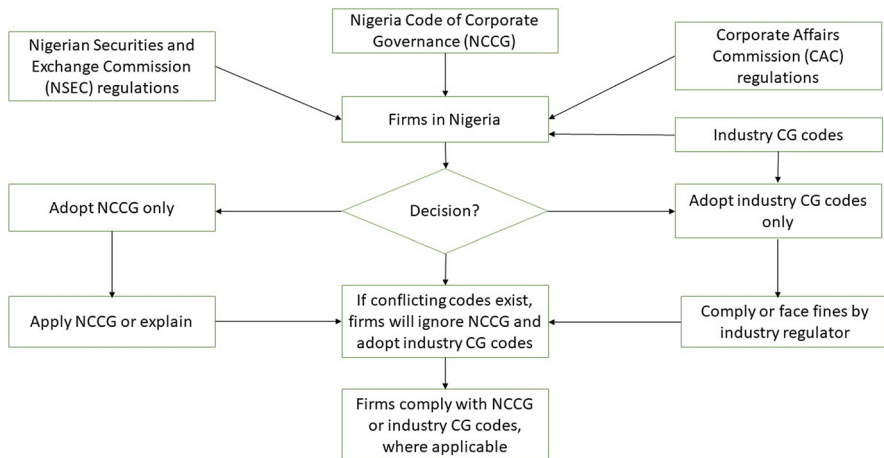 Nigeria Code of Corporate
Governance (NCCG)
Nigerian Securities and
Exchange Commission
(NSEC) regulations
Corporate Affairs
Commission (CAC)
regulations
Firms in Nigeria
Industry CG codes
Adopt NCCG only
Decision?
Adopt industry CG codes
only
Apply NCCG or explain
If conflicting codes exist,
firms will ignore NCCG and
adopt industry CG codes
Comply or face fines by
industry regulator
Firms comply with NCCG
or industry CG codes,
where applicable